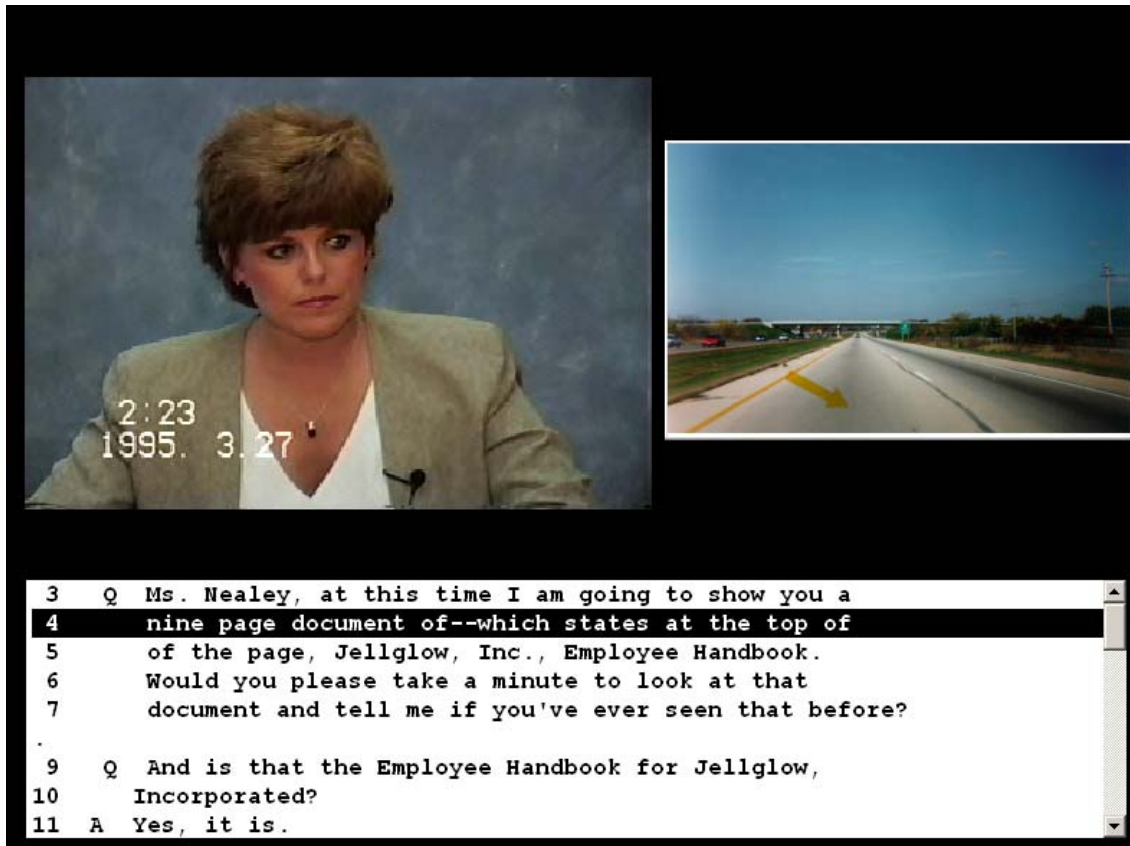 2:23
1995. 3.27
3 Q Ms. Nealey, at this time I am going to show you a
4 nine page document of--which states at the top of
5 of the page, Jellglow, Inc., Employee Handbook.
6 Would you please take a minute to look at that
7 document and tell me if you've ever seen that before?
.
9 Q And is that the Employee Handbook for Jellglow,
10 Incorporated?
11 A Yes, it is.